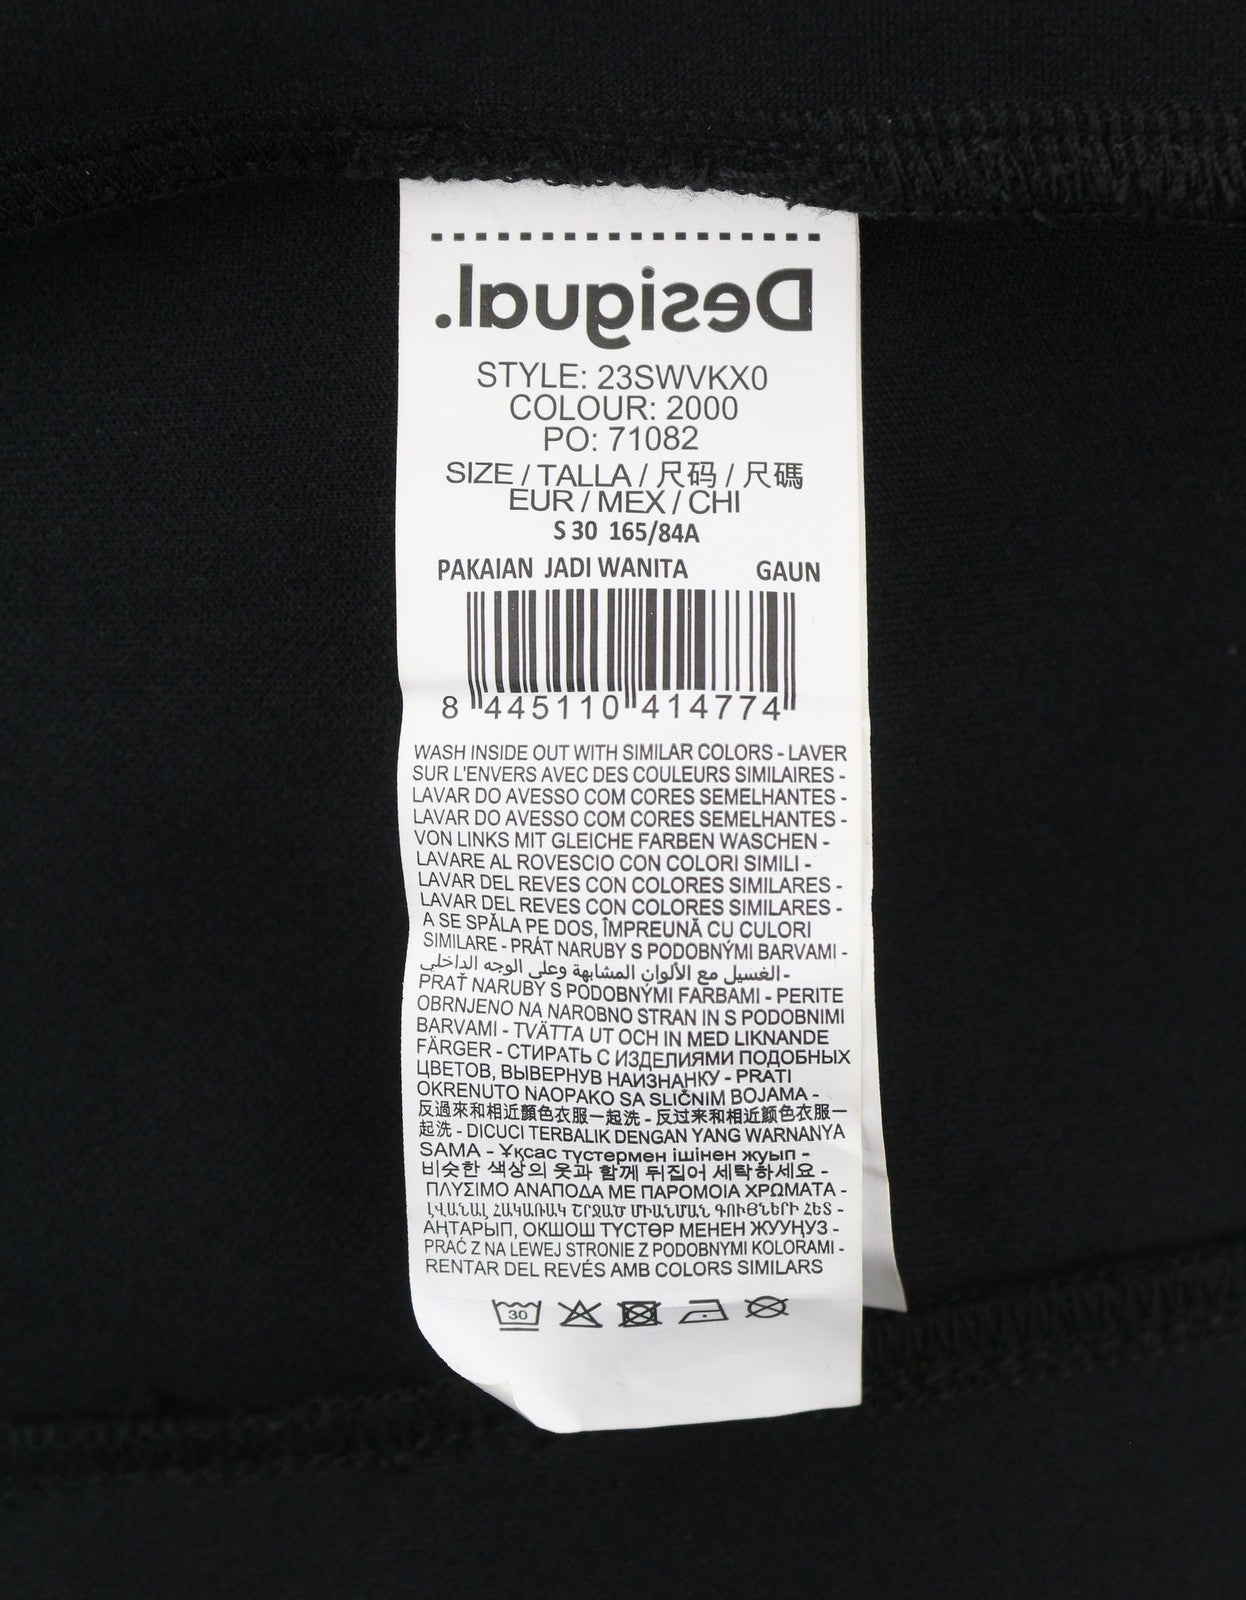 Desigual.
STYLE: 23SWVKX0
COLOUR: 2000
PO: 71082
SIZE / TALLA / 尺码 / 尺碼
EUR / MEX / CHI
S 30 165/84A
PAKAIAN JADI WANITA GAUN
8 445110 414774
WASH INSIDE OUT WITH SIMILAR COLORS - LAVER
SUR L'ENVERS AVEC DES COULEURS SIMILAIRES -
LAVAR DO AVESSO COM CORES SEMELHANTES -
LAVAR DO AVESSO COM CORES SEMELHANTES -
VON LINKS MIT GLEICHE FARBEN WASCHEN -
LAVARE AL ROVESCIO CON COLORI SIMILI -
LAVAR DEL REVES CON COLORES SIMILARES -
LAVAR DEL REVES CON COLORES SIMILARES -
A SE SPĂLA PE DOS, ÎMPREUNĂ CU CULORI
SIMILARE - PRÁT NARUBY S PODOBNÝMI BARVAMI -
الغسيل مع الألوان المشابهة وعلى الوجه الداخلي -
PRAŤ NARUBY S PODOBNÝMI FARBAMI - PERITE
OBRNJENO NA NAROBNO STRAN IN S PODOBNIMI
BARVAMI - TVÄTTA UT OCH IN MED LIKNANDE
FÄRGER - СТИРАТЬ С ИЗДЕЛИЯМИ ПОДОБНЫХ
ЦВЕТОВ, ВЫВЕРНУВ НАИЗНАНКУ - PRATI
OKRENUTO NAOPAKO SA SLIČNIM BOJAMA -
反過來和相近顏色衣服一起洗 - 反过来和相近颜色衣服一
起洗 - DICUCI TERBALIK DENGAN YANG WARNANYA
SAMA - Ұқсас түстермен ішінен жуып -
비슷한 색상의 옷과 함께 뒤집어 세탁하세요 -
ΠΛΥΣΙΜΟ ΑΝΑΠΟΔΑ ΜΕ ΠΑΡΟΜΟΙΑ ΧΡΩΜΑΤΑ -
ԼՎԱՆԱԼ ՀԱԿԱՌԱԿ ՇՐՋԱԾ ՄԻԱՆՄԱՆ ԳՈՒՅՆԵՐԻ ՀԵՏ -
АҢТАРЫП, ОКШОШ ТҮСТӨР МЕНЕН ЖУУҢУЗ -
PRAĆ Z NA LEWEJ STRONIE Z PODOBNYMI KOLORAMI -
RENTAR DEL REVÉS AMB COLORS SIMILARS
30